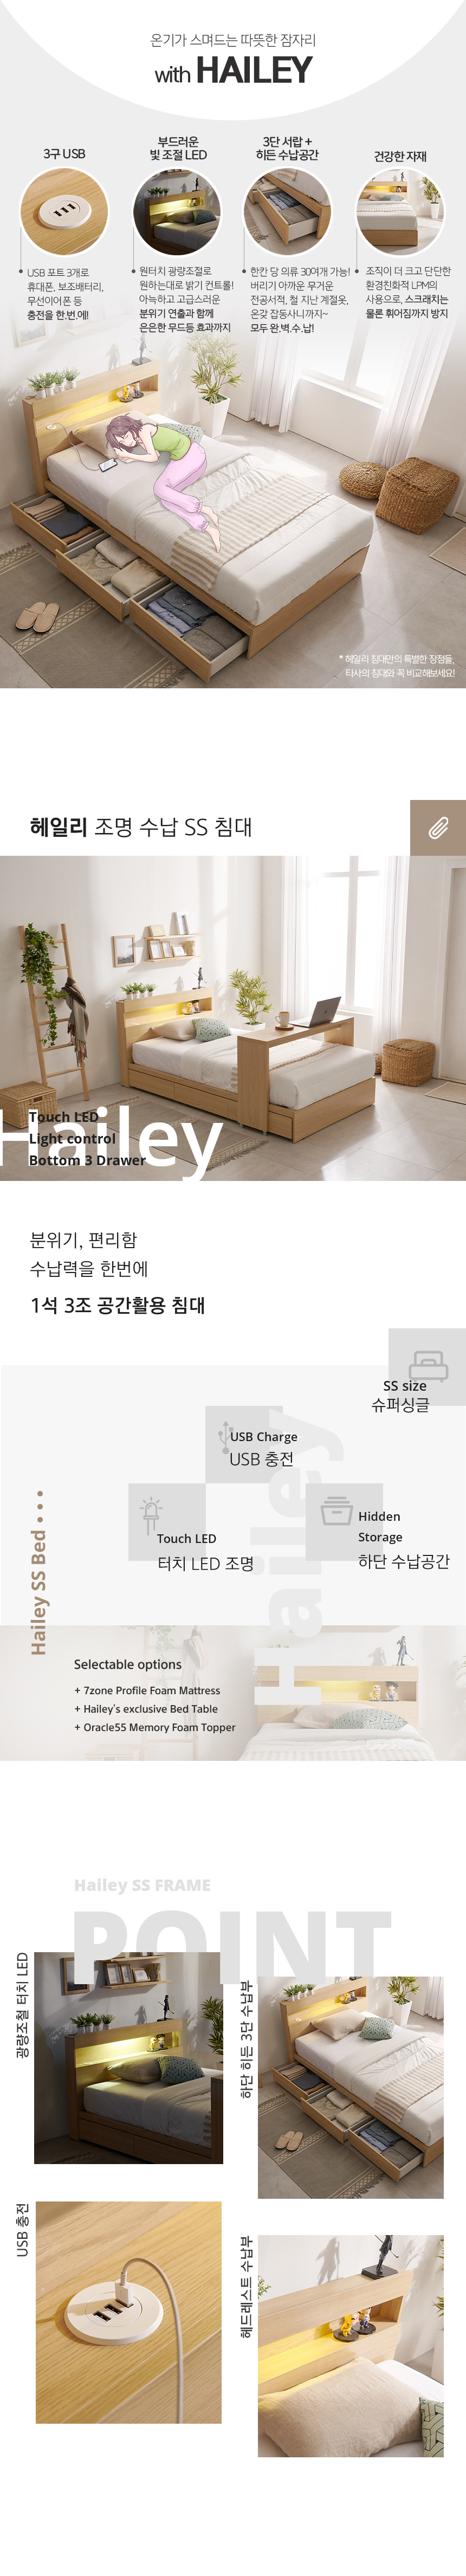 온기가 스며드는 따뜻한 잠자리
with HAILEY
3구 USB
USB 포트 3개로
휴대폰, 보조배터리,
무선이어폰 등
충전을 한.번.에!
부드러운
빛 조절 LED
원터치 광량조절로
원하는대로 밝기 컨트롤!
아늑하고 고급스러운
분위기 연출과 함께
은은한 무드등 효과까지
3단 서랍 +
히든 수납공간
한칸 당 의류 30여개 가능!
버리기 아까운 무거운
전공서적, 철 지난 계절옷,
온갖 잡동사니까지~
모두 완.벽.수.납!
건강한 자재
조직이 더 크고 단단한
환경친화적 LPM의
사용으로, 스크래치는
물론 휘어짐까지 방지
* 헤일리 침대만의 특별한 장점들,
타사의 침대와 꼭 비교해보세요!
헤일리 조명 수납 SS 침대
Hailey
Touch LED
Light control
Bottom 3 Drawer
분위기, 편리함
수납력을 한번에
1석 3조 공간활용 침대
SS size
슈퍼싱글
USB Charge
USB 충전
Touch LED
터치 LED 조명
Hidden
Storage
하단 수납공간
Hailey SS Bed • • •
Hailey
Selectable options
+ 7zone Profile Foam Mattress
+ Hailey's exclusive Bed Table
+ Oracle55 Memory Foam Topper
Hailey SS FRAME
POINT
광량조절 터치 LED
하단 히든 3단 수납부
USB 충전
헤드레스트 수납부